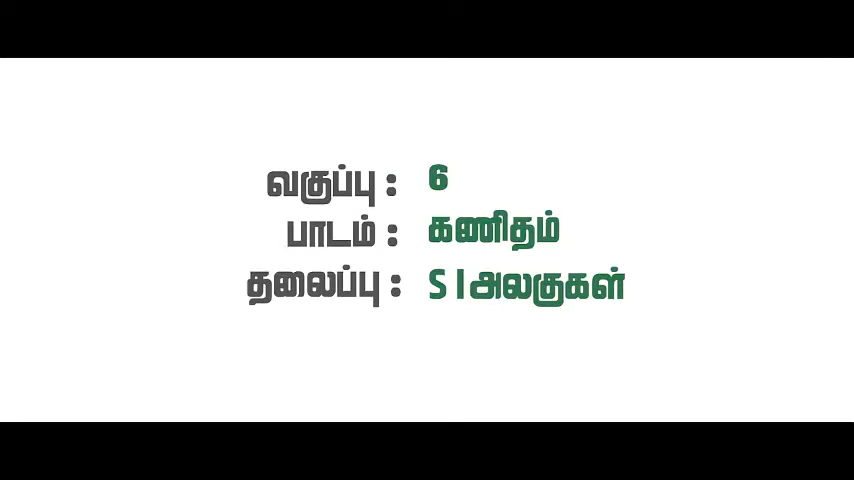 வகுப்பு : 6
பாடம் : கணிதம்
தலைப்பு : SI அலகுகள்